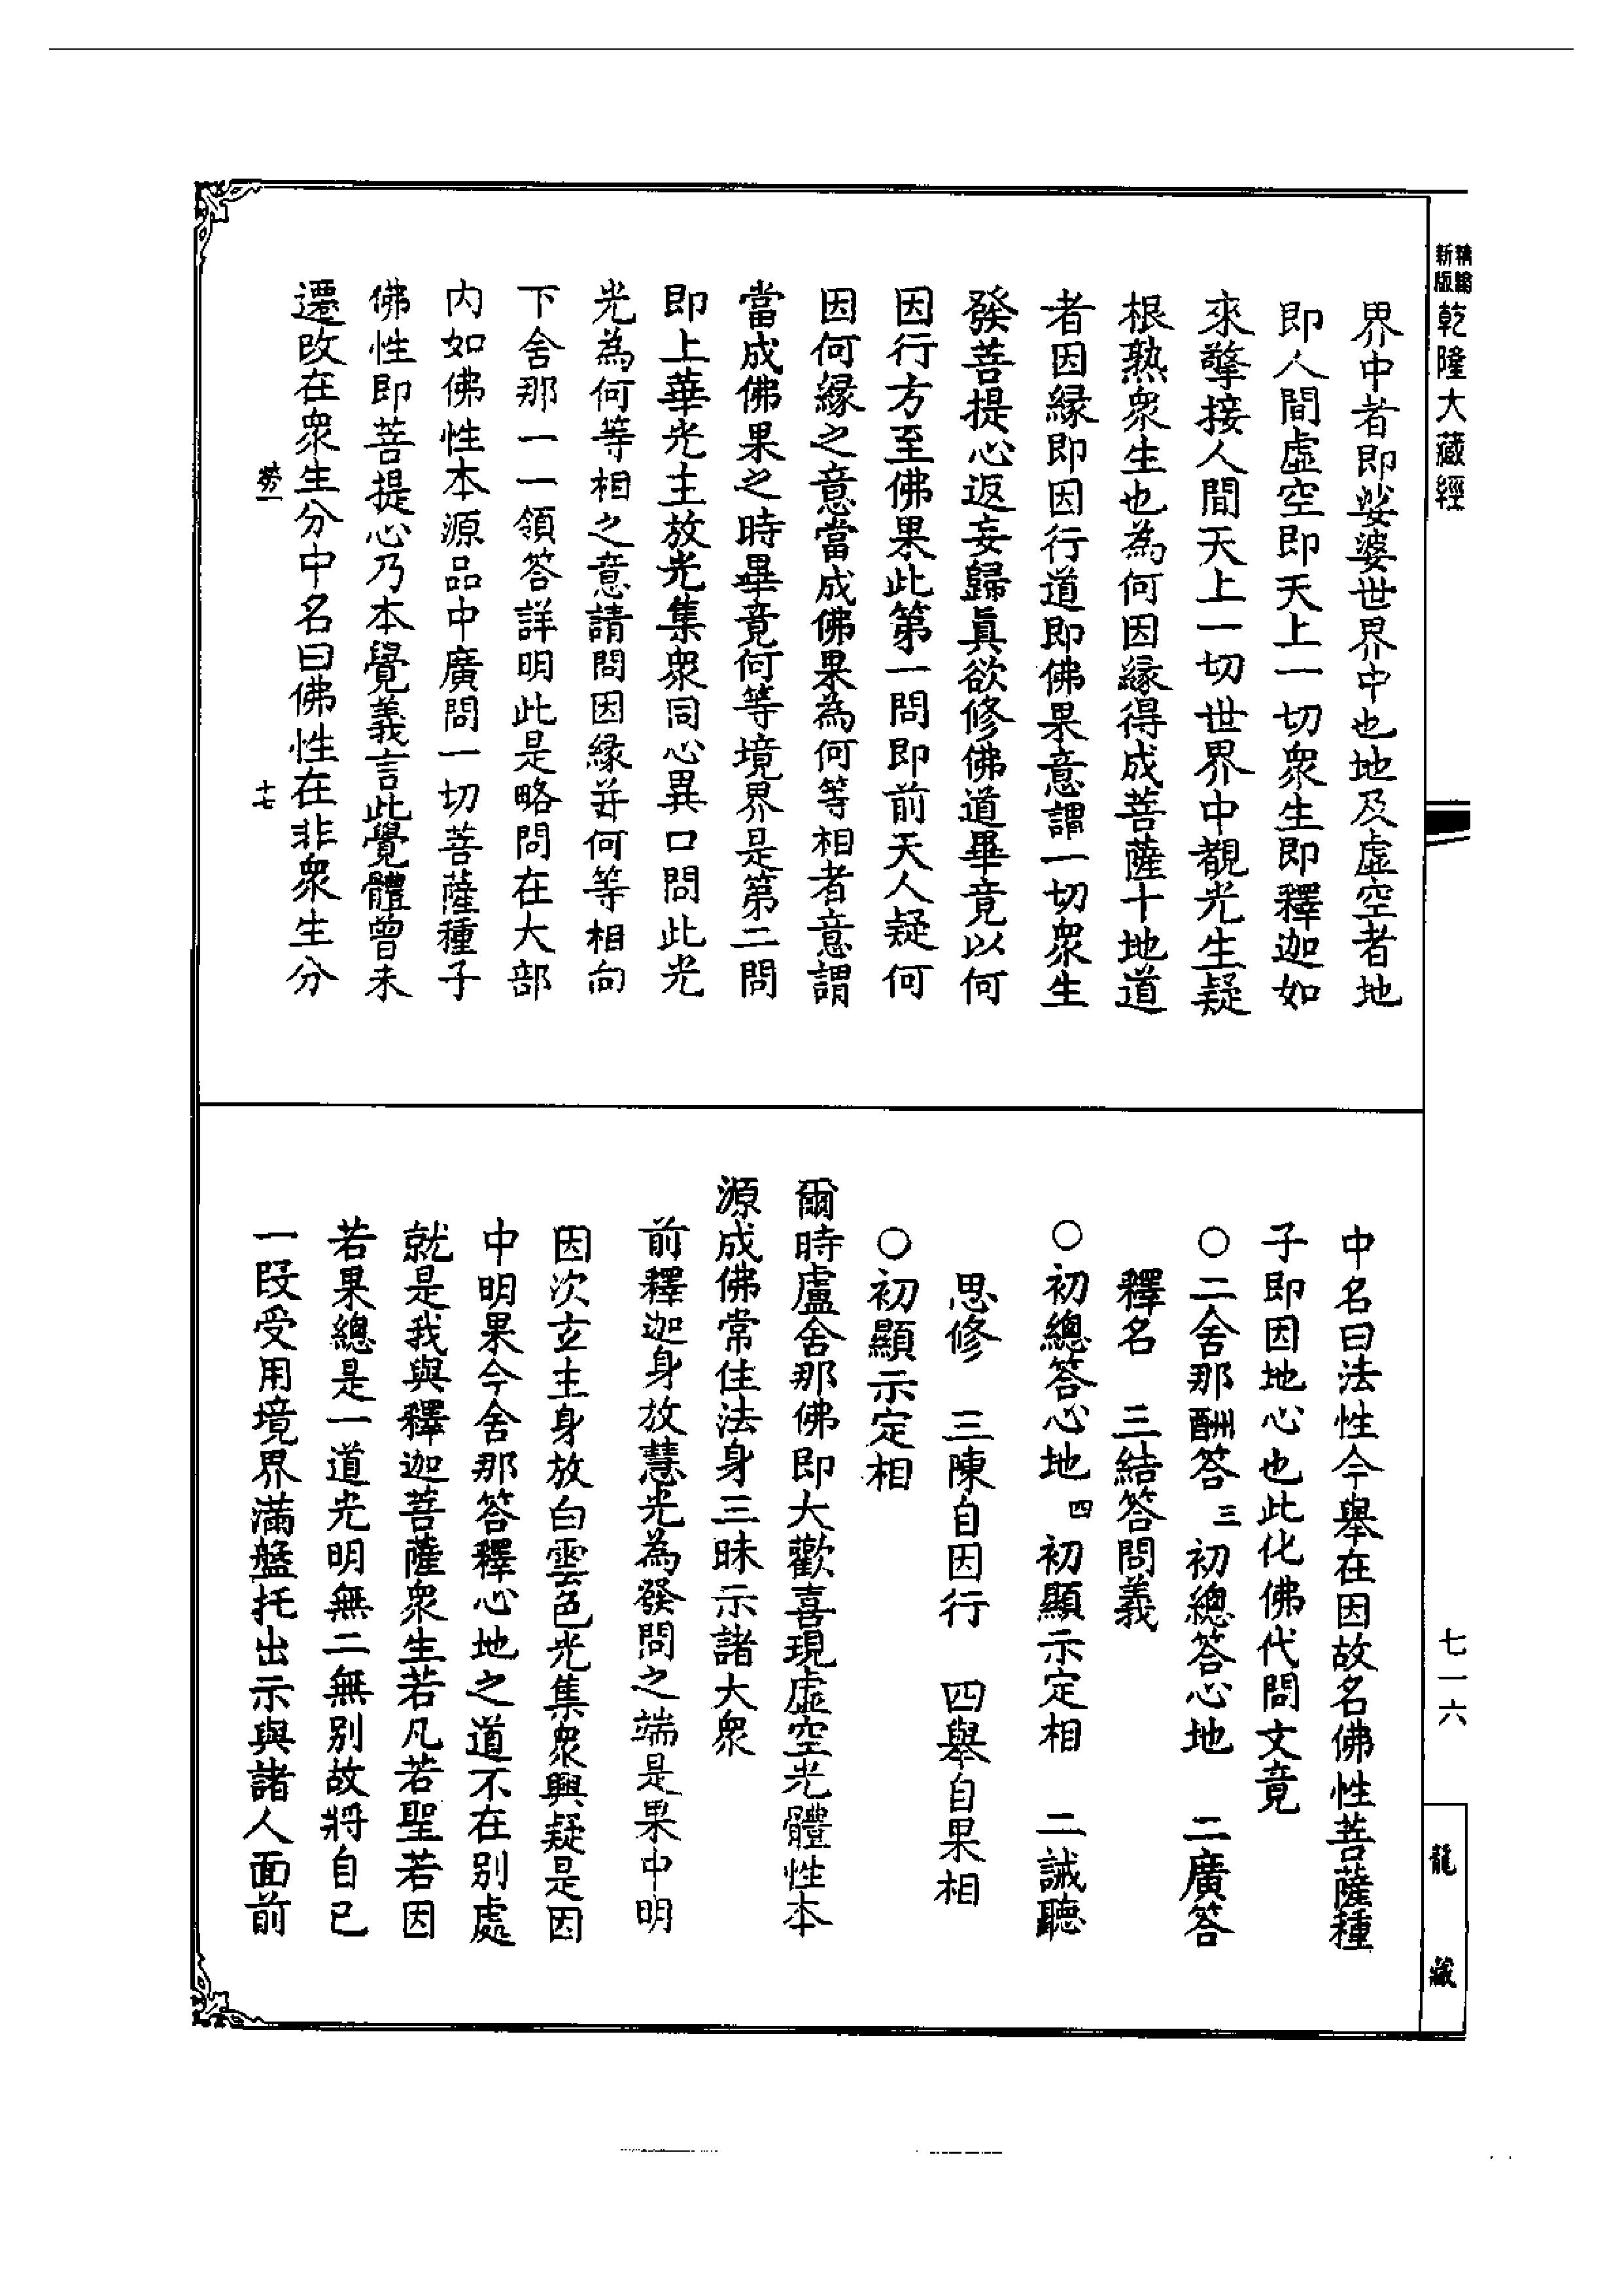 新版
精編
乾隆大藏經
界中者即娑婆世界中也地及虛空者地
即人間虛空即天上一切眾生即釋迦如
來擎接人間天上一切世界中覩光生疑
根熟眾生也為何因緣得成菩薩十地道
者因緣即因行道即佛果意謂一切眾生
發菩提心返妄歸真欲修佛道畢竟以何
因行方至佛果此第一問即前天人疑何
因何緣之意當成佛果為何等相者意謂
當成佛果之時畢竟何等境界是第二問
即上華光主放光集眾同心異口問此光
光為何等相之意請問因緣并何等相向
下舍那一一領答詳明此是略問在大部
内如佛性本源品中廣問一切菩薩種子
佛性即菩提心乃本覺義言此覺體曾未
遷改在眾生分中名曰佛性在非眾生分
十七
中名曰法性今舉在因故名佛性菩薩種
子即因地心也此化佛代問文竟
○二舍那酬答三 初總答心地 二廣答
釋名 三結答問義
○初總答心地四 初顯示定相 二誡聽
思修 三陳自因行 四舉自果相
○初顯示定相
爾時盧舍那佛即大歡喜現虛空光體性本
源成佛常住法身三昧示諸大眾
前釋迦身放慧光為發問之端是果中明
因次玄主身放白雲色光集眾興疑是因
中明果今舍那答釋心地之道不在別處
就是我與釋迦菩薩眾生若凡若聖若因
若果總是一道光明無二無別故將自己
一段受用境界滿盤托出示與諸人面前
七一六
龍藏